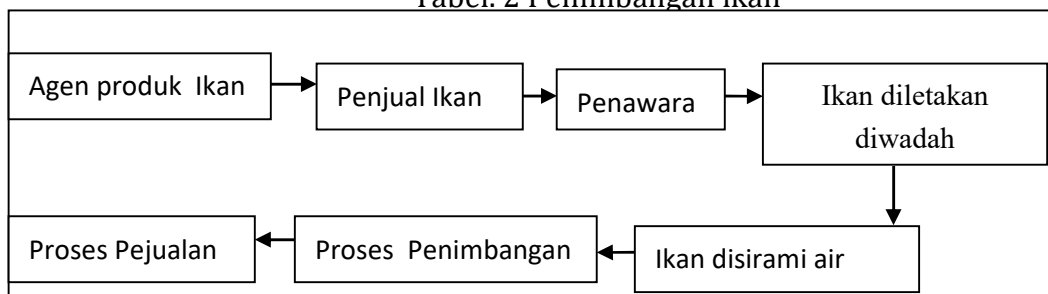 Tabel. 2 Penimbangan ikan
Agen produk Ikan
Penjual Ikan
Penawara
Ikan diletakan
diwadah
Ikan disirami air
Proses Penimbangan
Proses Pejualan